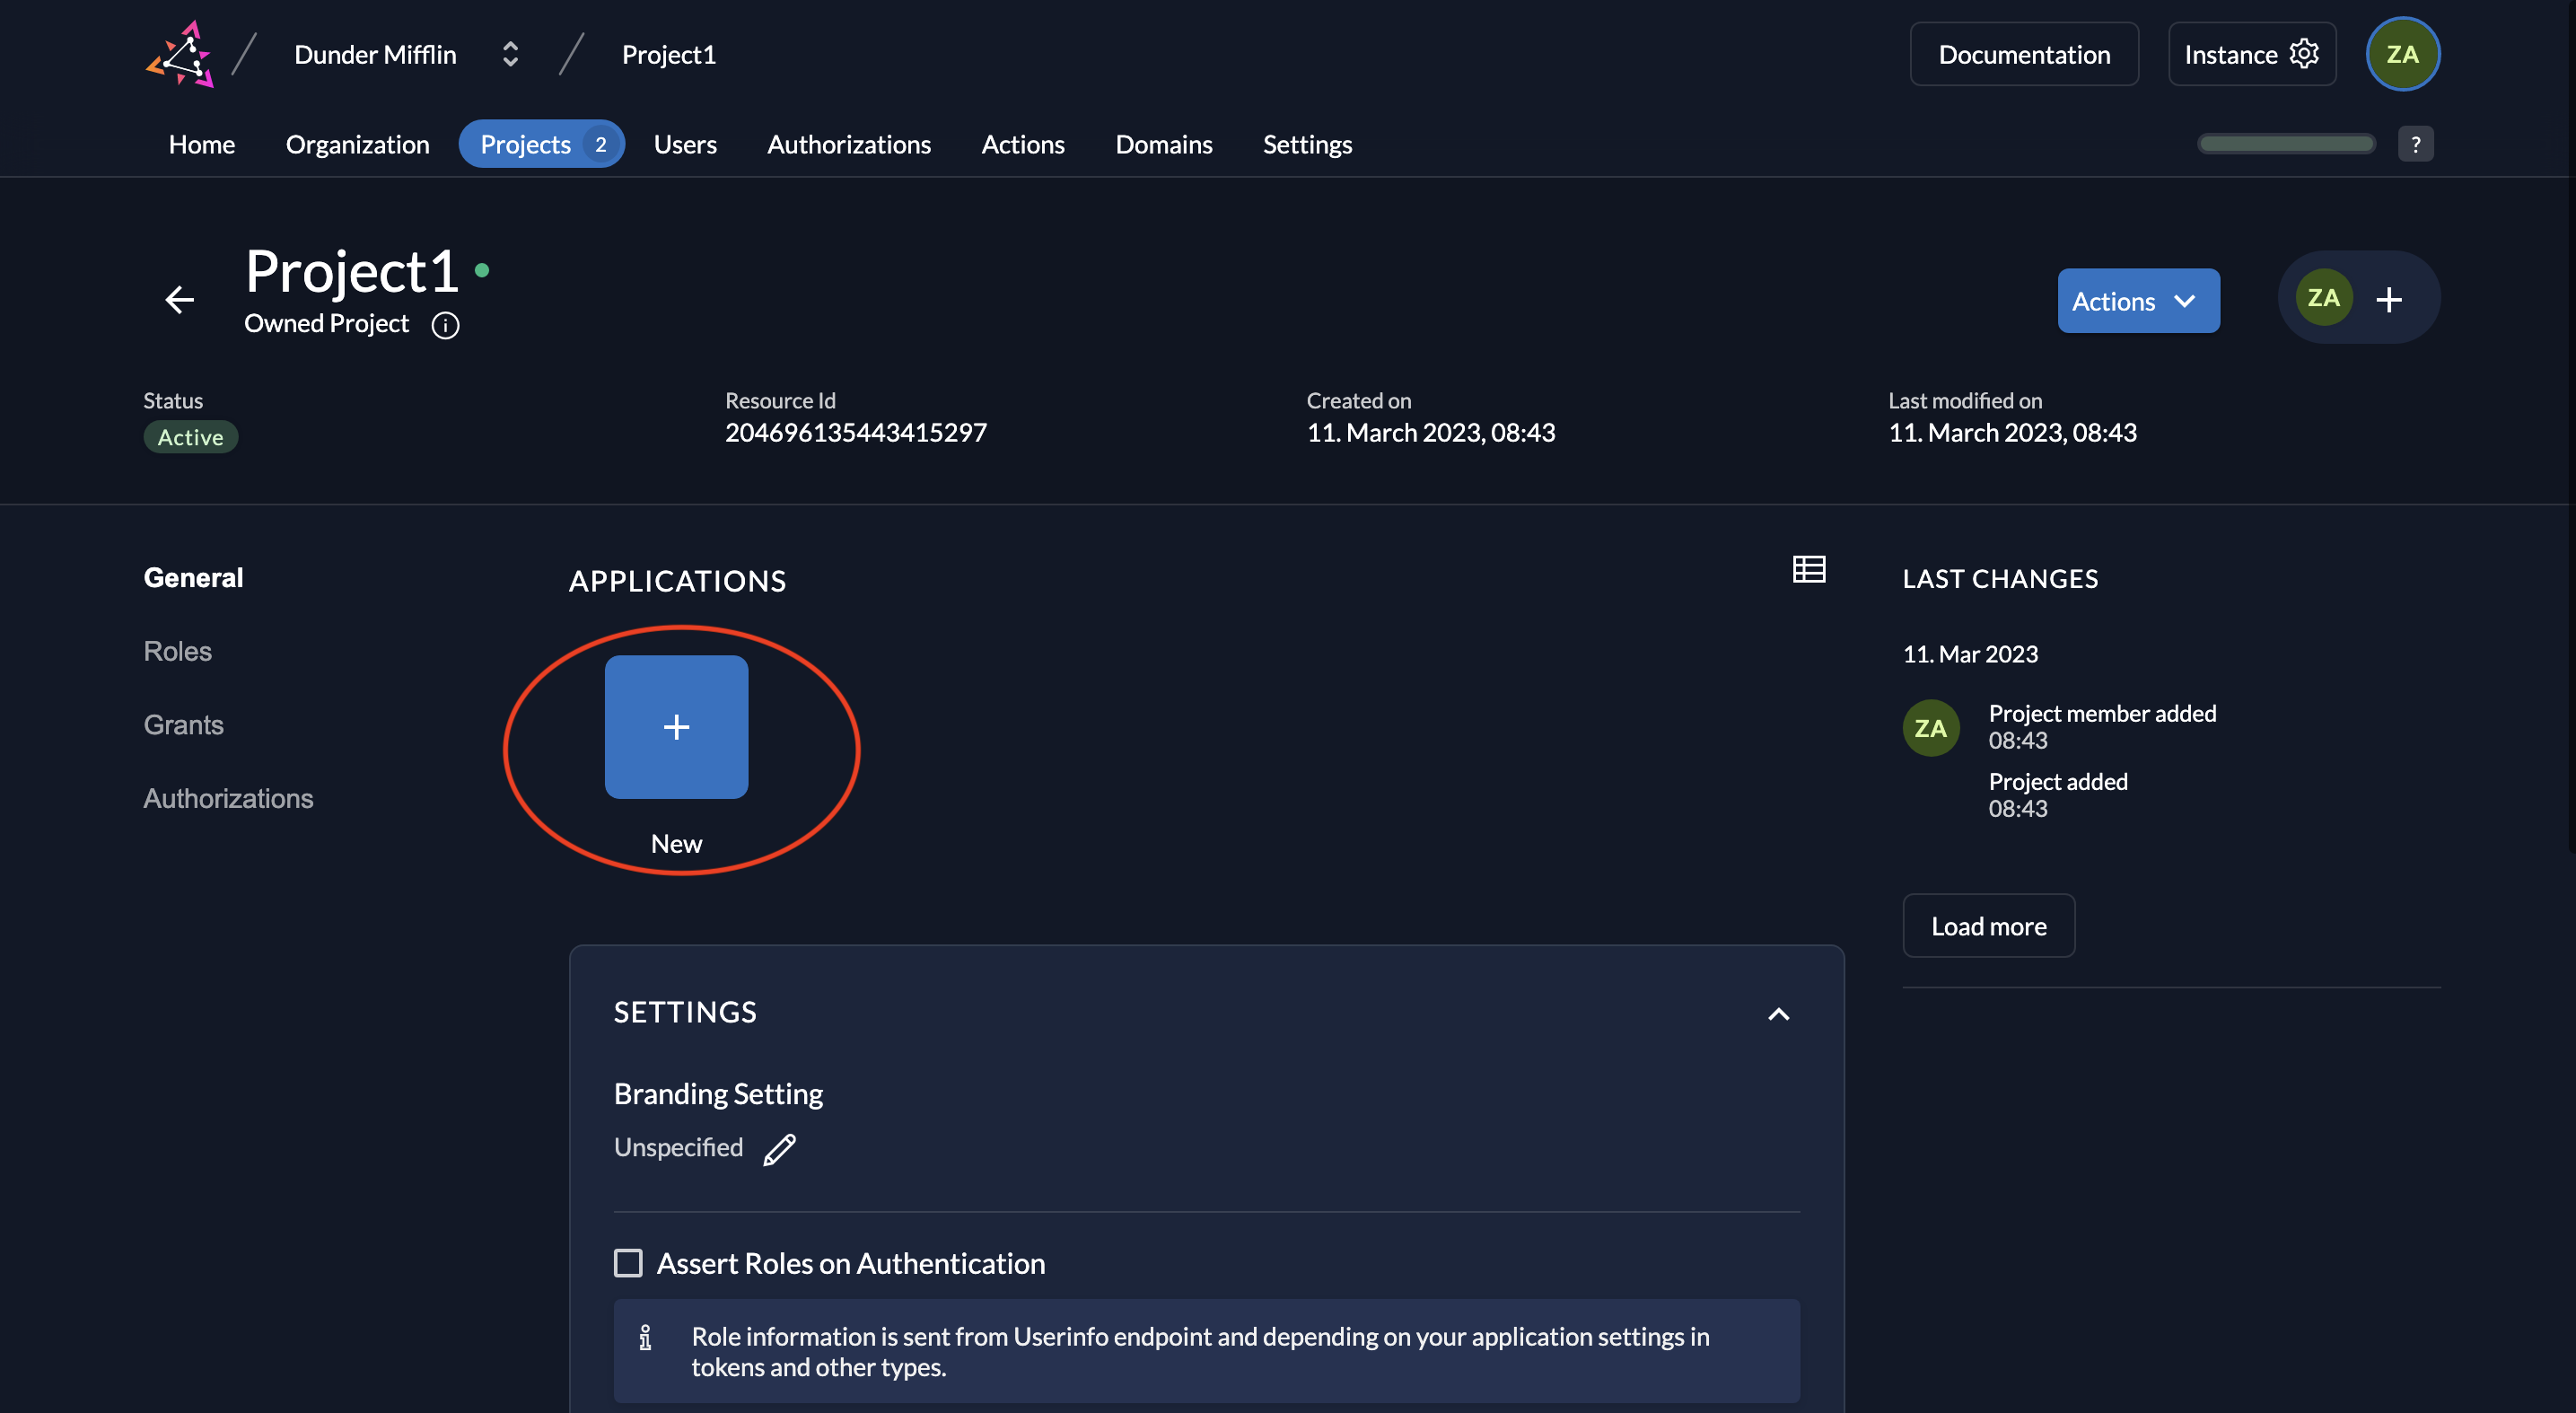 Dunder Mifflin
Project1
Documentation
Instance
ZA
Home
Organization
Projects 2
Users
Authorizations
Actions
Domains
Settings
?
Project1
Owned Project
Actions
ZA
Status
Active
Resource Id
204696135443415297
Created on
11. March 2023, 08:43
Last modified on
11. March 2023, 08:43
General
Roles
Grants
Authorizations
APPLICATIONS
New
SETTINGS
Branding Setting
Unspecified
Assert Roles on Authentication
Role information is sent from Userinfo endpoint and depending on your application settings in
tokens and other types.
LAST CHANGES
11. Mar 2023
ZA
Project member added
08:43
Project added
08:43
Load more